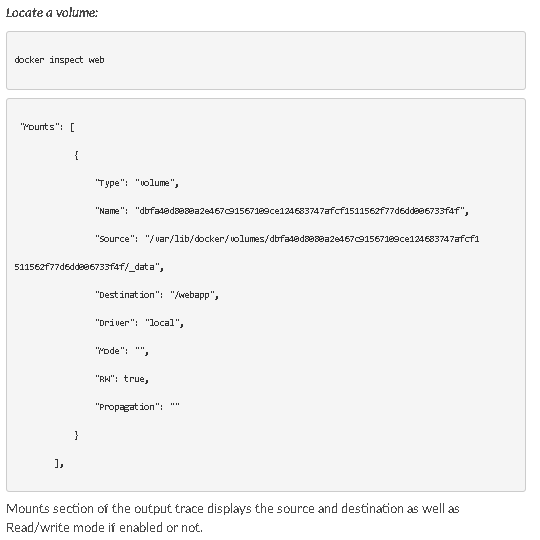 Locate a volume:
docker inspect web
"Mounts": [
{
"Type": "volume",
"Name": "dbfa40d8080a2e467c91567109ce124683747afcf1511562f77d6dd006733f4f",
"Source": "/var/lib/docker/volumes/dbfa40d8080a2e467c91567109ce124683747afcf1
511562f77d6dd006733f4f/_data",
"Destination": "/webapp",
"Driver": "local",
"Mode": "",
"RW": true,
"Propagation": ""
}
],
Mounts section of the output trace displays the source and destination as well as
Read/write mode if enabled or not.